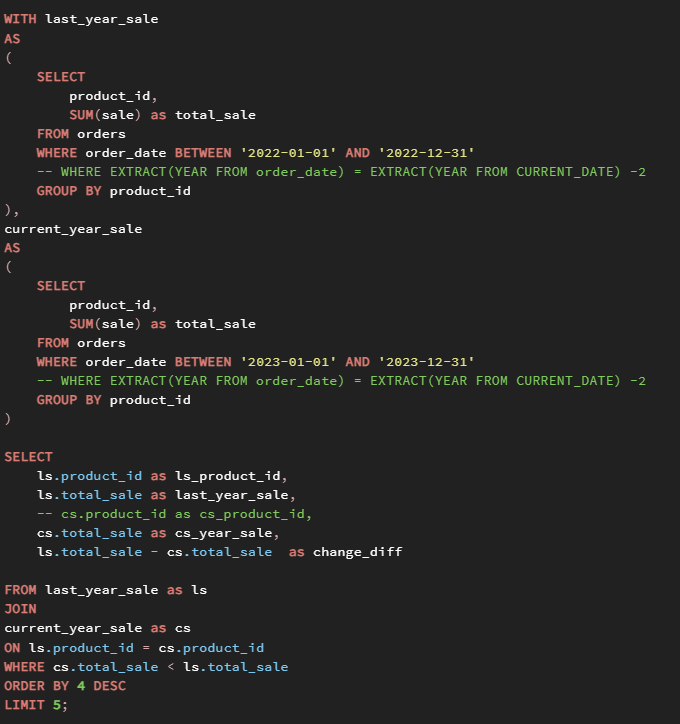 WITH last_year_sale
AS
(
    SELECT
        product_id,
        SUM(sale) as total_sale
    FROM orders
    WHERE order_date BETWEEN '2022-01-01' AND '2022-12-31'
    -- WHERE EXTRACT(YEAR FROM order_date) = EXTRACT(YEAR FROM CURRENT_DATE) -2
    GROUP BY product_id
),
current_year_sale
AS
(
    SELECT
        product_id,
        SUM(sale) as total_sale
    FROM orders
    WHERE order_date BETWEEN '2023-01-01' AND '2023-12-31'
    -- WHERE EXTRACT(YEAR FROM order_date) = EXTRACT(YEAR FROM CURRENT_DATE) -2
    GROUP BY product_id
)

SELECT
    ls.product_id as ls_product_id,
    ls.total_sale as last_year_sale,
    -- cs.product_id as cs_product_id,
    cs.total_sale as cs_year_sale,
    ls.total_sale - cs.total_sale  as change_diff

FROM last_year_sale as ls
JOIN
current_year_sale as cs
ON ls.product_id = cs.product_id
WHERE cs.total_sale < ls.total_sale
ORDER BY 4 DESC
LIMIT 5;